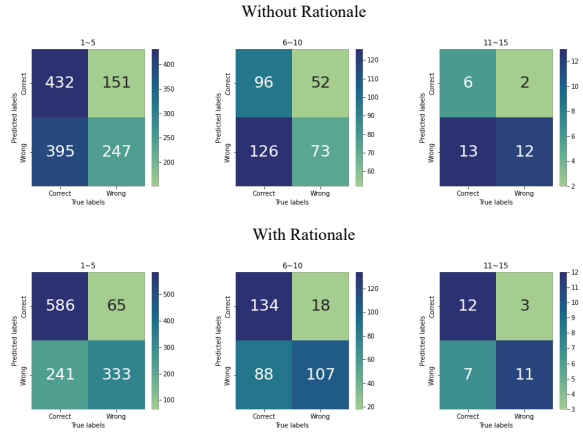 Without Rationale
1~5
Predicted labels
Correct
Wrong
432 151
395 247
Correct Wrong
True labels
400
350
300
250
200
6~10
Predicted labels
Correct
Wrong
96 52
126 73
Correct Wrong
True labels
120
110
100
90
80
70
60
11~15
Predicted labels
Correct
Wrong
6 2
13 12
Correct Wrong
True labels
12
10
8
6
4
2
With Rationale
1~5
Predicted labels
Correct
Wrong
586 65
241 333
Correct Wrong
True labels
500
400
300
200
100
6~10
Predicted labels
Correct
Wrong
134 18
88 107
Correct Wrong
True labels
120
100
80
60
40
20
11~15
Predicted labels
Correct
Wrong
12 3
7 11
Correct Wrong
True labels
12
11
10
9
8
7
6
5
4
3